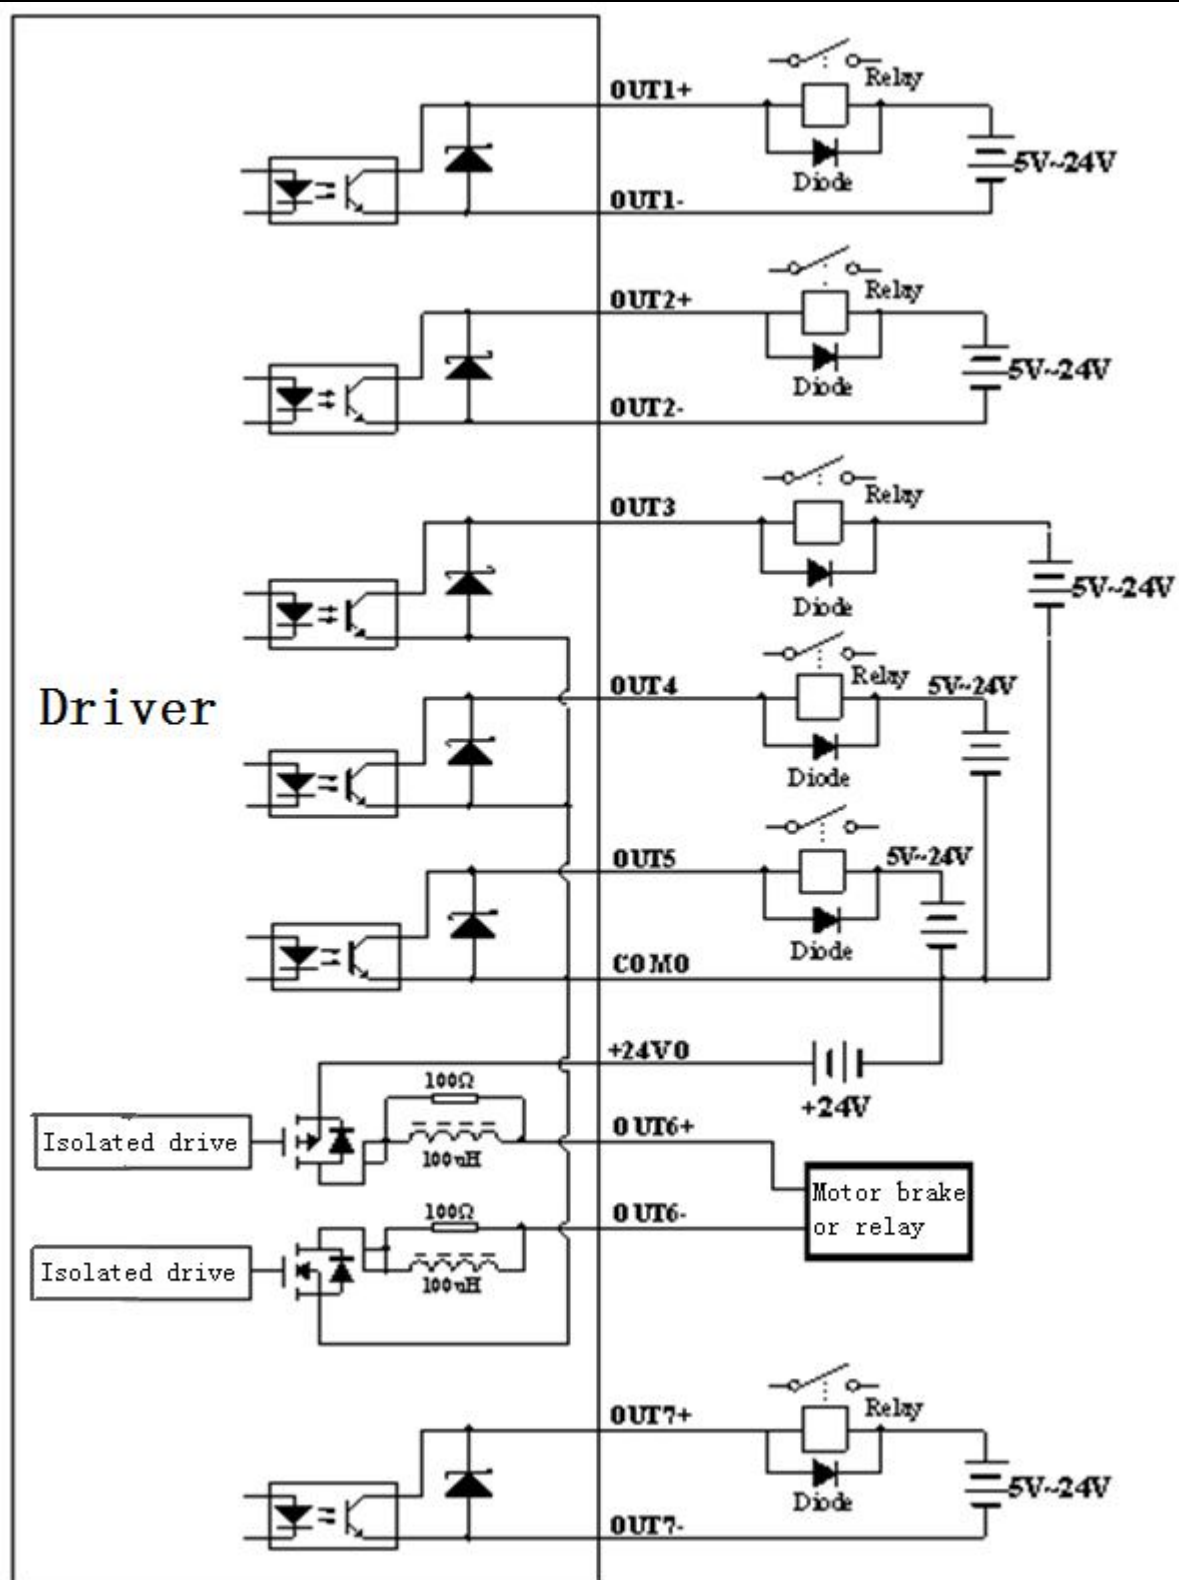 OUT1+
Relay
Diode
5V~24V
OUT1-
OUT2+
Relay
Diode
5V~24V
OUT2-
OUT3
Relay
Diode
5V~24V
Driver
OUT4
Relay
5V~24V
Diode
OUT5
5V~24V
Diode
COM0
+24V0
+24V
100Ω
Isolated drive
100uH
OUT6+
Motor brake
or relay
100Ω
OUT6-
Isolated drive
100uH
OUT7+
Relay
Diode
5V~24V
OUT7-